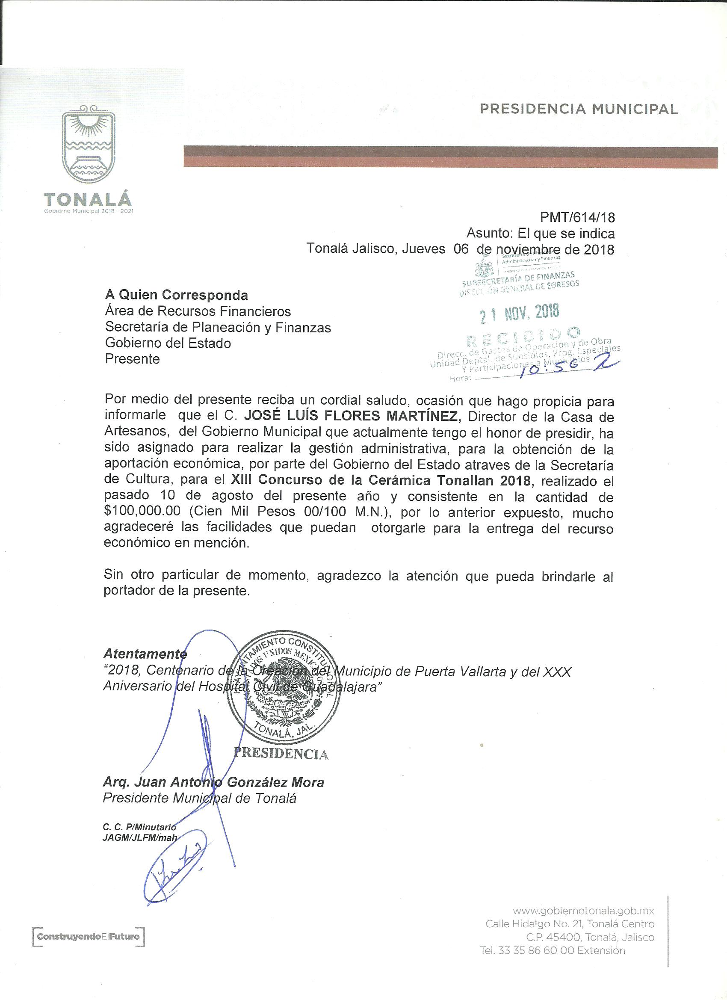 PRESIDENCIA MUNICIPAL
TONALÁ
Gobierno Municipal 2018 - 2021
PMT/614/18
Asunto: El que se indica
Tonalá Jalisco, Jueves 06 de noviembre de 2018
Secretaría de Planeación
Administración y Finanzas
SUBSECRETARÍA DE FINANZAS
DIRECCIÓN GENERAL DE EGRESOS
21 NOV. 2018
RECIBIDO
Direcc. de Gastos de Operación y de Obra
Unidad Deptal. de Subsidios, Prog. Especiales
Y Participaciones a Municipios
Hora: 10:56
A Quien Corresponda
Área de Recursos Financieros
Secretaría de Planeación y Finanzas
Gobierno del Estado
Presente
Por medio del presente reciba un cordial saludo, ocasión que hago propicia para
informarle que el C. JOSÉ LUÍS FLORES MARTÍNEZ, Director de la Casa de
Artesanos, del Gobierno Municipal que actualmente tengo el honor de presidir, ha
sido asignado para realizar la gestión administrativa, para la obtención de la
aportación económica, por parte del Gobierno del Estado atraves de la Secretaría
de Cultura, para el XIII Concurso de la Cerámica Tonallan 2018, realizado el
pasado 10 de agosto del presente año y consistente en la cantidad de
$100,000.00 (Cien Mil Pesos 00/100 M.N.), por lo anterior expuesto, mucho
agradeceré las facilidades que puedan otorgarle para la entrega del recurso
económico en mención.
Sin otro particular de momento, agradezco la atención que pueda brindarle al
portador de la presente.
Atentamente
“2018, Centenario de la Creación del Municipio de Puerta Vallarta y del XXX
Aniversario del Hospital Civil de Guadalajara”
H. AYUNTAMIENTO CONSTITUCIONAL
ESTADOS UNIDOS MEXICANOS
TONALÁ, JAL.
PRESIDENCIA
Arq. Juan Antonio González Mora
Presidente Municipal de Tonalá
C. C. P/Minutario
JAGM/JLFM/mah
www.gobiernotonala.gob.mx
Calle Hidalgo No. 21, Tonalá Centro
C.P. 45400, Tonalá, Jalisco
Tel. 33 35 86 60 00 Extensión
ConstruyendoElFuturo